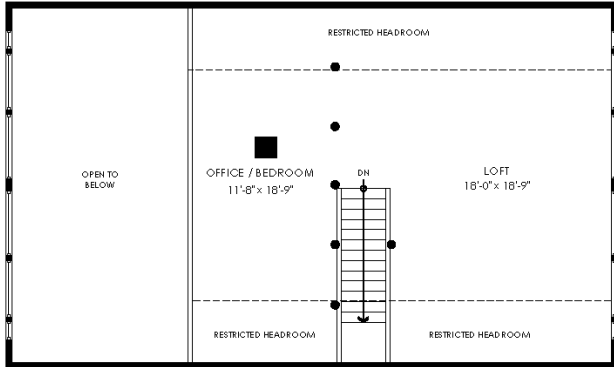 RESTRICTED HEADROOM
OPEN TO
BELOW
OFFICE / BEDROOM
11'-8" x 18'-9"
DN
LOFT
18'-0" x 18'-9"
RESTRICTED HEADROOM
RESTRICTED HEADROOM